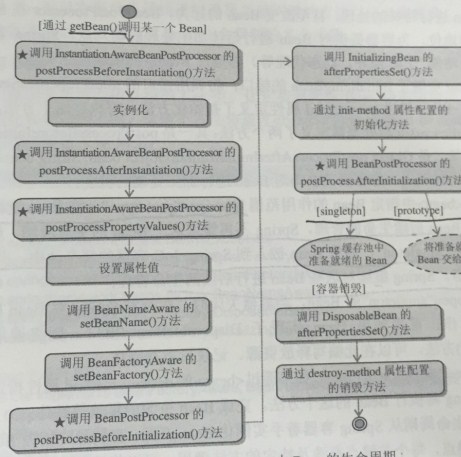 [通过 getBean()调用某一个 Bean]
★调用 InstantiationAwareBeanPostProcessor 的
postProcessBeforeInstantiation()方法
实例化
★调用 InstantiationAwareBeanPostProcessor 的
postProcessAfterInstantiation()方法
★调用 InstantiationAwareBeanPostProcessor 的
postProcessPropertyValues()方法
设置属性值
调用 BeanNameAware 的
setBeanName()方法
调用 BeanFactoryAware 的
setBeanFactory()方法
★调用 BeanPostProcessor 的
postProcessBeforeInitialization()方法
调用 InitializingBean 的
afterPropertiesSet()方法
通过 init-method 属性配置的
初始化方法
★调用 BeanPostProcessor 的
postProcessAfterInitialization()方法
[singleton]
[prototype]
Spring 缓存池中
准备就绪的 Bean
将准备就
Bean 交给
[容器销毁]
调用 DisposableBean 的
afterPropertiesSet()方法
通过 destroy-method 属性配置
的销毁方法
的生命周期：